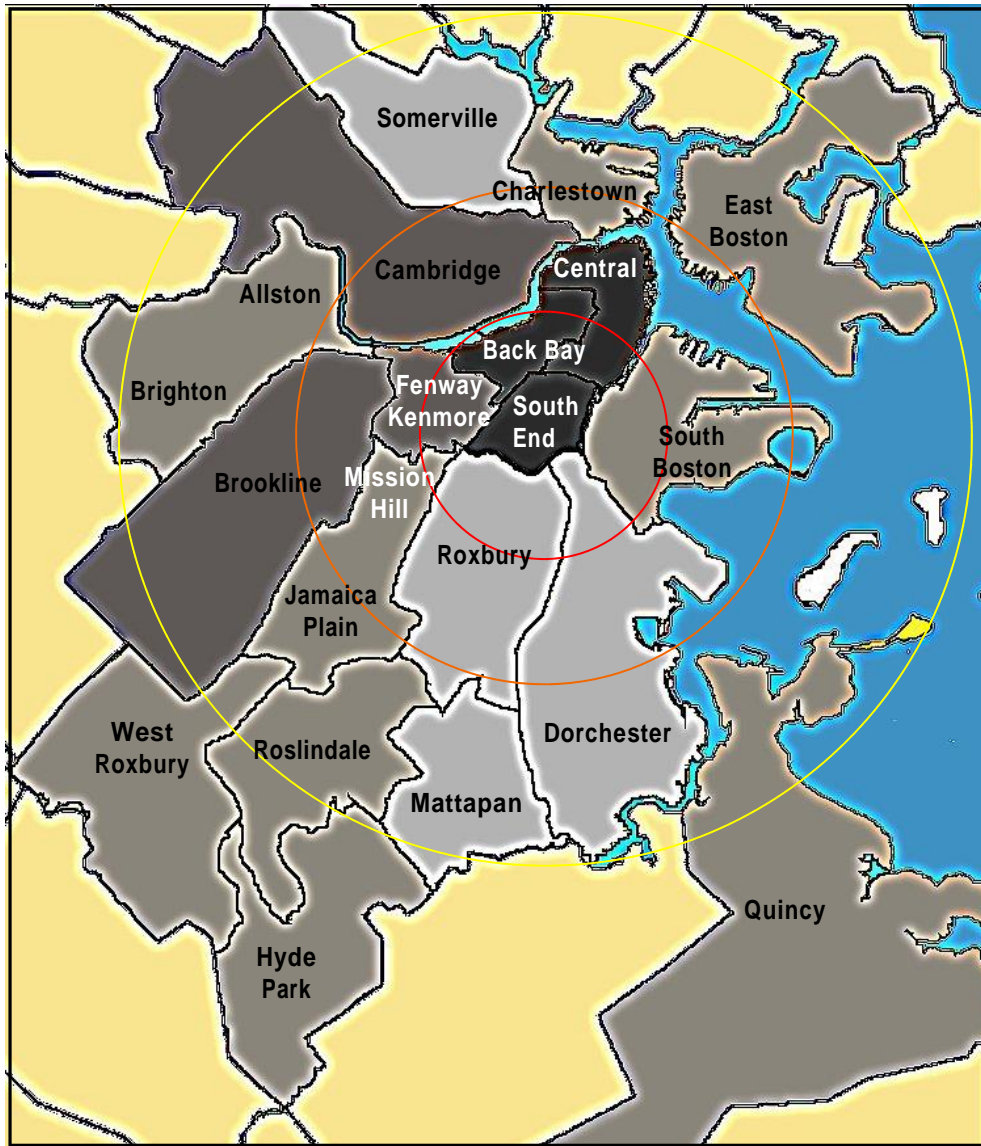 Somerville
Charlestown
East
Boston
Cambridge
Central
Allston
Back Bay
Brighton
Fenway
Kenmore
South
End
South
Boston
Brookline
Mission
Hill
Roxbury
Jamaica
Plain
West
Roxbury
Roslindale
Dorchester
Mattapan
Quincy
Hyde
Park